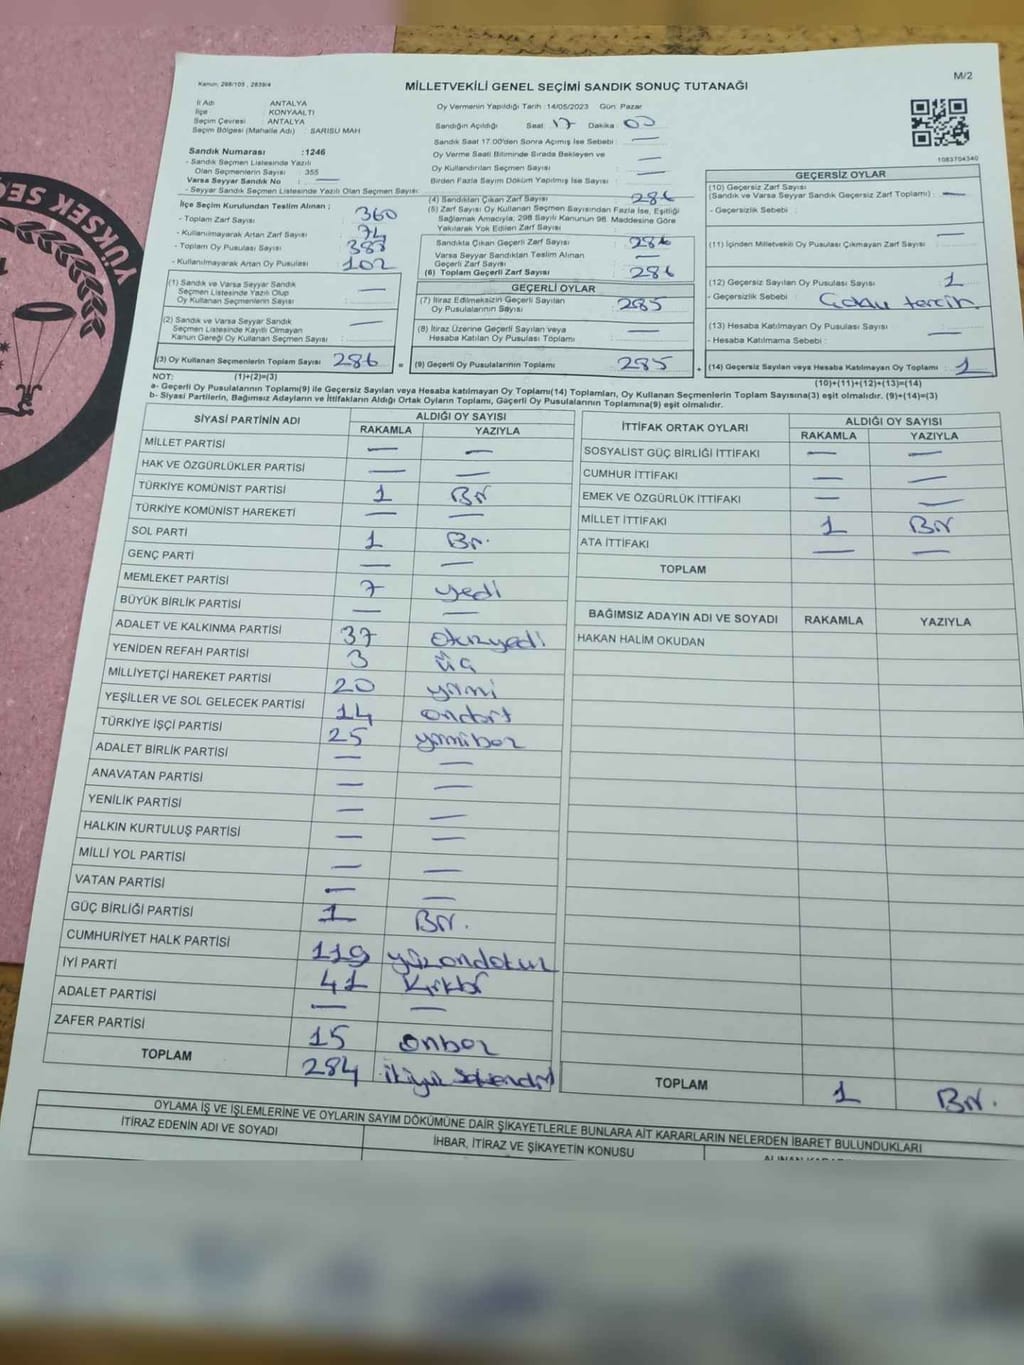 YÜKSEK SEÇ
Kanun: 298/105 , 2839/4
M/2
MİLLETVEKİLİ GENEL SEÇİMİ SANDIK SONUÇ TUTANAĞI
İl Adı ANTALYA
İlçe KONYAALTI
Seçim Çevresi ANTALYA
Seçim Bölgesi (Mahalle Adı) : SARISU MAH
Oy Vermenin Yapıldığı Tarih :14/05/2023 Gün: Pazar
Sandığın Açıldığı Saat: 17 Dakika: 00
Sandık Saat 17.00'den Sonra Açılmış İse Sebebi : —
Oy Verme Saati Bitiminde Sırada Bekleyen ve
Oy Kullandırılan Seçmen Sayısı : —
Birden Fazla Sayım Döküm Yapılmış İse Sayısı : —
1083704340
Sandık Numarası :1246
- Sandık Seçmen Listesinde Yazılı
Olan Seçmenlerin Sayısı : 355
Varsa Seyyar Sandık No : —
- Seyyar Sandık Seçmen Listesinde Yazılı Olan Seçmen Sayısı:
İlçe Seçim Kurulundan Teslim Alınan ;
- Toplam Zarf Sayısı : 360
- Kullanılmayarak Artan Zarf Sayısı : 74
- Toplam Oy Pusulası Sayısı : 388
- Kullanılmayarak Artan Oy Pusulası : 102
(1) Sandık ve Varsa Seyyar Sandık
Seçmen Listesinde Yazılı Olup
Oy Kullanan Seçmenlerin Sayısı : —
(2) Sandık ve Varsa Seyyar Sandık
Seçmen Listesinde Kayıtlı Olmayan
Kanun Gereği Oy Kullanan Seçmen Sayısı : —
(3) Oy Kullanan Seçmenlerin Toplam Sayısı : 286
(4) Sandıktan Çıkan Zarf Sayısı : 286
(5) Zarf Sayısı Oy Kullanan Seçmen Sayısından Fazla İse, Eşitliği
Sağlamak Amacıyla; 298 Sayılı Kanunun 98. Maddesine Göre
Yakılarak Yok Edilen Zarf Sayısı :
Sandıkta Çıkan Geçerli Zarf Sayısı : 286
Varsa Seyyar Sandıktan Teslim Alınan
Geçerli Zarf Sayısı : —
(6) Toplam Geçerli Zarf Sayısı : 286
GEÇERLİ OYLAR
(7) İtiraz Edilmeksizin Geçerli Sayılan
Oy Pusulalarının Sayısı : 285
(8) İtiraz Üzerine Geçerli Sayılan veya
Hesaba Katılan Oy Pusulası Toplamı : —
= (9) Geçerli Oy Pusulalarının Toplamı : 285 +
GEÇERSİZ OYLAR
(10) Geçersiz Zarf Sayısı
(Sandık ve Varsa Seyyar Sandık Geçersiz Zarf Toplamı) : —
- Geçersizlik Sebebi :
(11) İçinden Milletvekili Oy Pusulası Çıkmayan Zarf Sayısı : —
(12) Geçersiz Sayılan Oy Pusulası Sayısı : 1
- Geçersizlik Sebebi : tercih
(13) Hesaba Katılmayan Oy Pusulası Sayısı : —
- Hesaba Katılmama Sebebi :
(14) Geçersiz Sayılan veya Hesaba Katılmayan Oy Toplamı : 1
NOT: (1)+(2)=(3)
(10)+(11)+(12)+(13)=(14)
a- Geçerli Oy Pusulalarının Toplamı(9) ile Geçersiz Sayılan veya Hesaba katılmayan Oy Toplamı(14) Toplamları, Oy Kullanan Seçmenlerin Toplam Sayısına(3) eşit olmalıdır. (9)+(14)=(3)
b- Siyasi Partilerin, Bağımsız Adayların ve İttifakların Aldığı Ortak Oyların Toplamı, Güçerli Oy Pusulalarının Toplamına(9) eşit olmalıdır.
SİYASİ PARTİNİN ADI ALDIĞI OY SAYISI
RAKAMLA YAZIYLA
MİLLET PARTİSİ — —
HAK VE ÖZGÜRLÜKLER PARTİSİ — —
TÜRKİYE KOMÜNİST PARTİSİ 1 Bir
TÜRKİYE KOMÜNİST HAREKETİ — —
SOL PARTİ 1 Bir.
GENÇ PARTİ — —
MEMLEKET PARTİSİ 7 yedi
BÜYÜK BİRLİK PARTİSİ — —
ADALET VE KALKINMA PARTİSİ 37 otuzyedi
YENİDEN REFAH PARTİSİ 3 üç
MİLLİYETÇİ HAREKET PARTİSİ 20 yirmi
YEŞİLLER VE SOL GELECEK PARTİSİ 14 ondört
TÜRKİYE İŞÇİ PARTİSİ 25 yirmibeş
ADALET BİRLİK PARTİSİ — —
ANAVATAN PARTİSİ — —
YENİLİK PARTİSİ — —
HALKIN KURTULUŞ PARTİSİ — —
MİLLİ YOL PARTİSİ — —
VATAN PARTİSİ — —
GÜÇ BİRLİĞİ PARTİSİ 1 Bir.
CUMHURİYET HALK PARTİSİ 119 yüzondokuz
İYİ PARTİ 41 Kırkbir
ADALET PARTİSİ — —
ZAFER PARTİSİ 15 onbeş
TOPLAM 284 ikiyüz seksendört
İTTİFAK ORTAK OYLARI ALDIĞI OY SAYISI
RAKAMLA YAZIYLA
SOSYALİST GÜÇ BİRLİĞİ İTTİFAKI — —
CUMHUR İTTİFAKI — —
EMEK VE ÖZGÜRLÜK İTTİFAKI — —
MİLLET İTTİFAKI 1 Bir
ATA İTTİFAKI — —
TOPLAM
BAĞIMSIZ ADAYIN ADI VE SOYADI RAKAMLA YAZIYLA
HAKAN HALİM OKUDAN
TOPLAM 1 Bir.
OYLAMA İŞ VE İŞLEMLERİNE VE OYLARIN SAYIM DÖKÜMÜNE DAİR ŞİKAYETLERLE BUNLARA AİT KARARLARIN NELERDEN İBARET BULUNDUKLARI
İTİRAZ EDENİN ADI VE SOYADI
İHBAR, İTİRAZ VE ŞİKAYETİN KONUSU